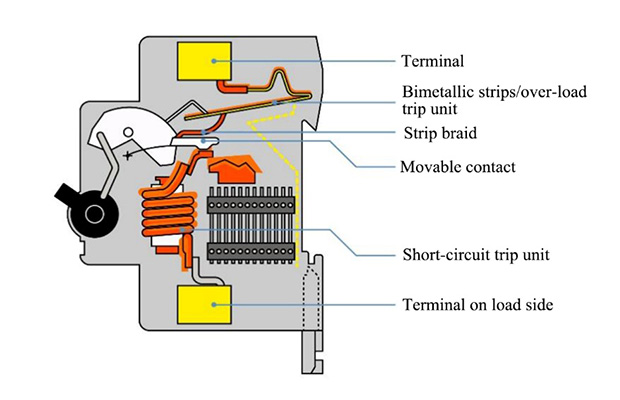 Terminal
Bimetallic strips/over-load
trip unit
Strip braid
Movable contact
Short-circuit trip unit
Terminal on load side